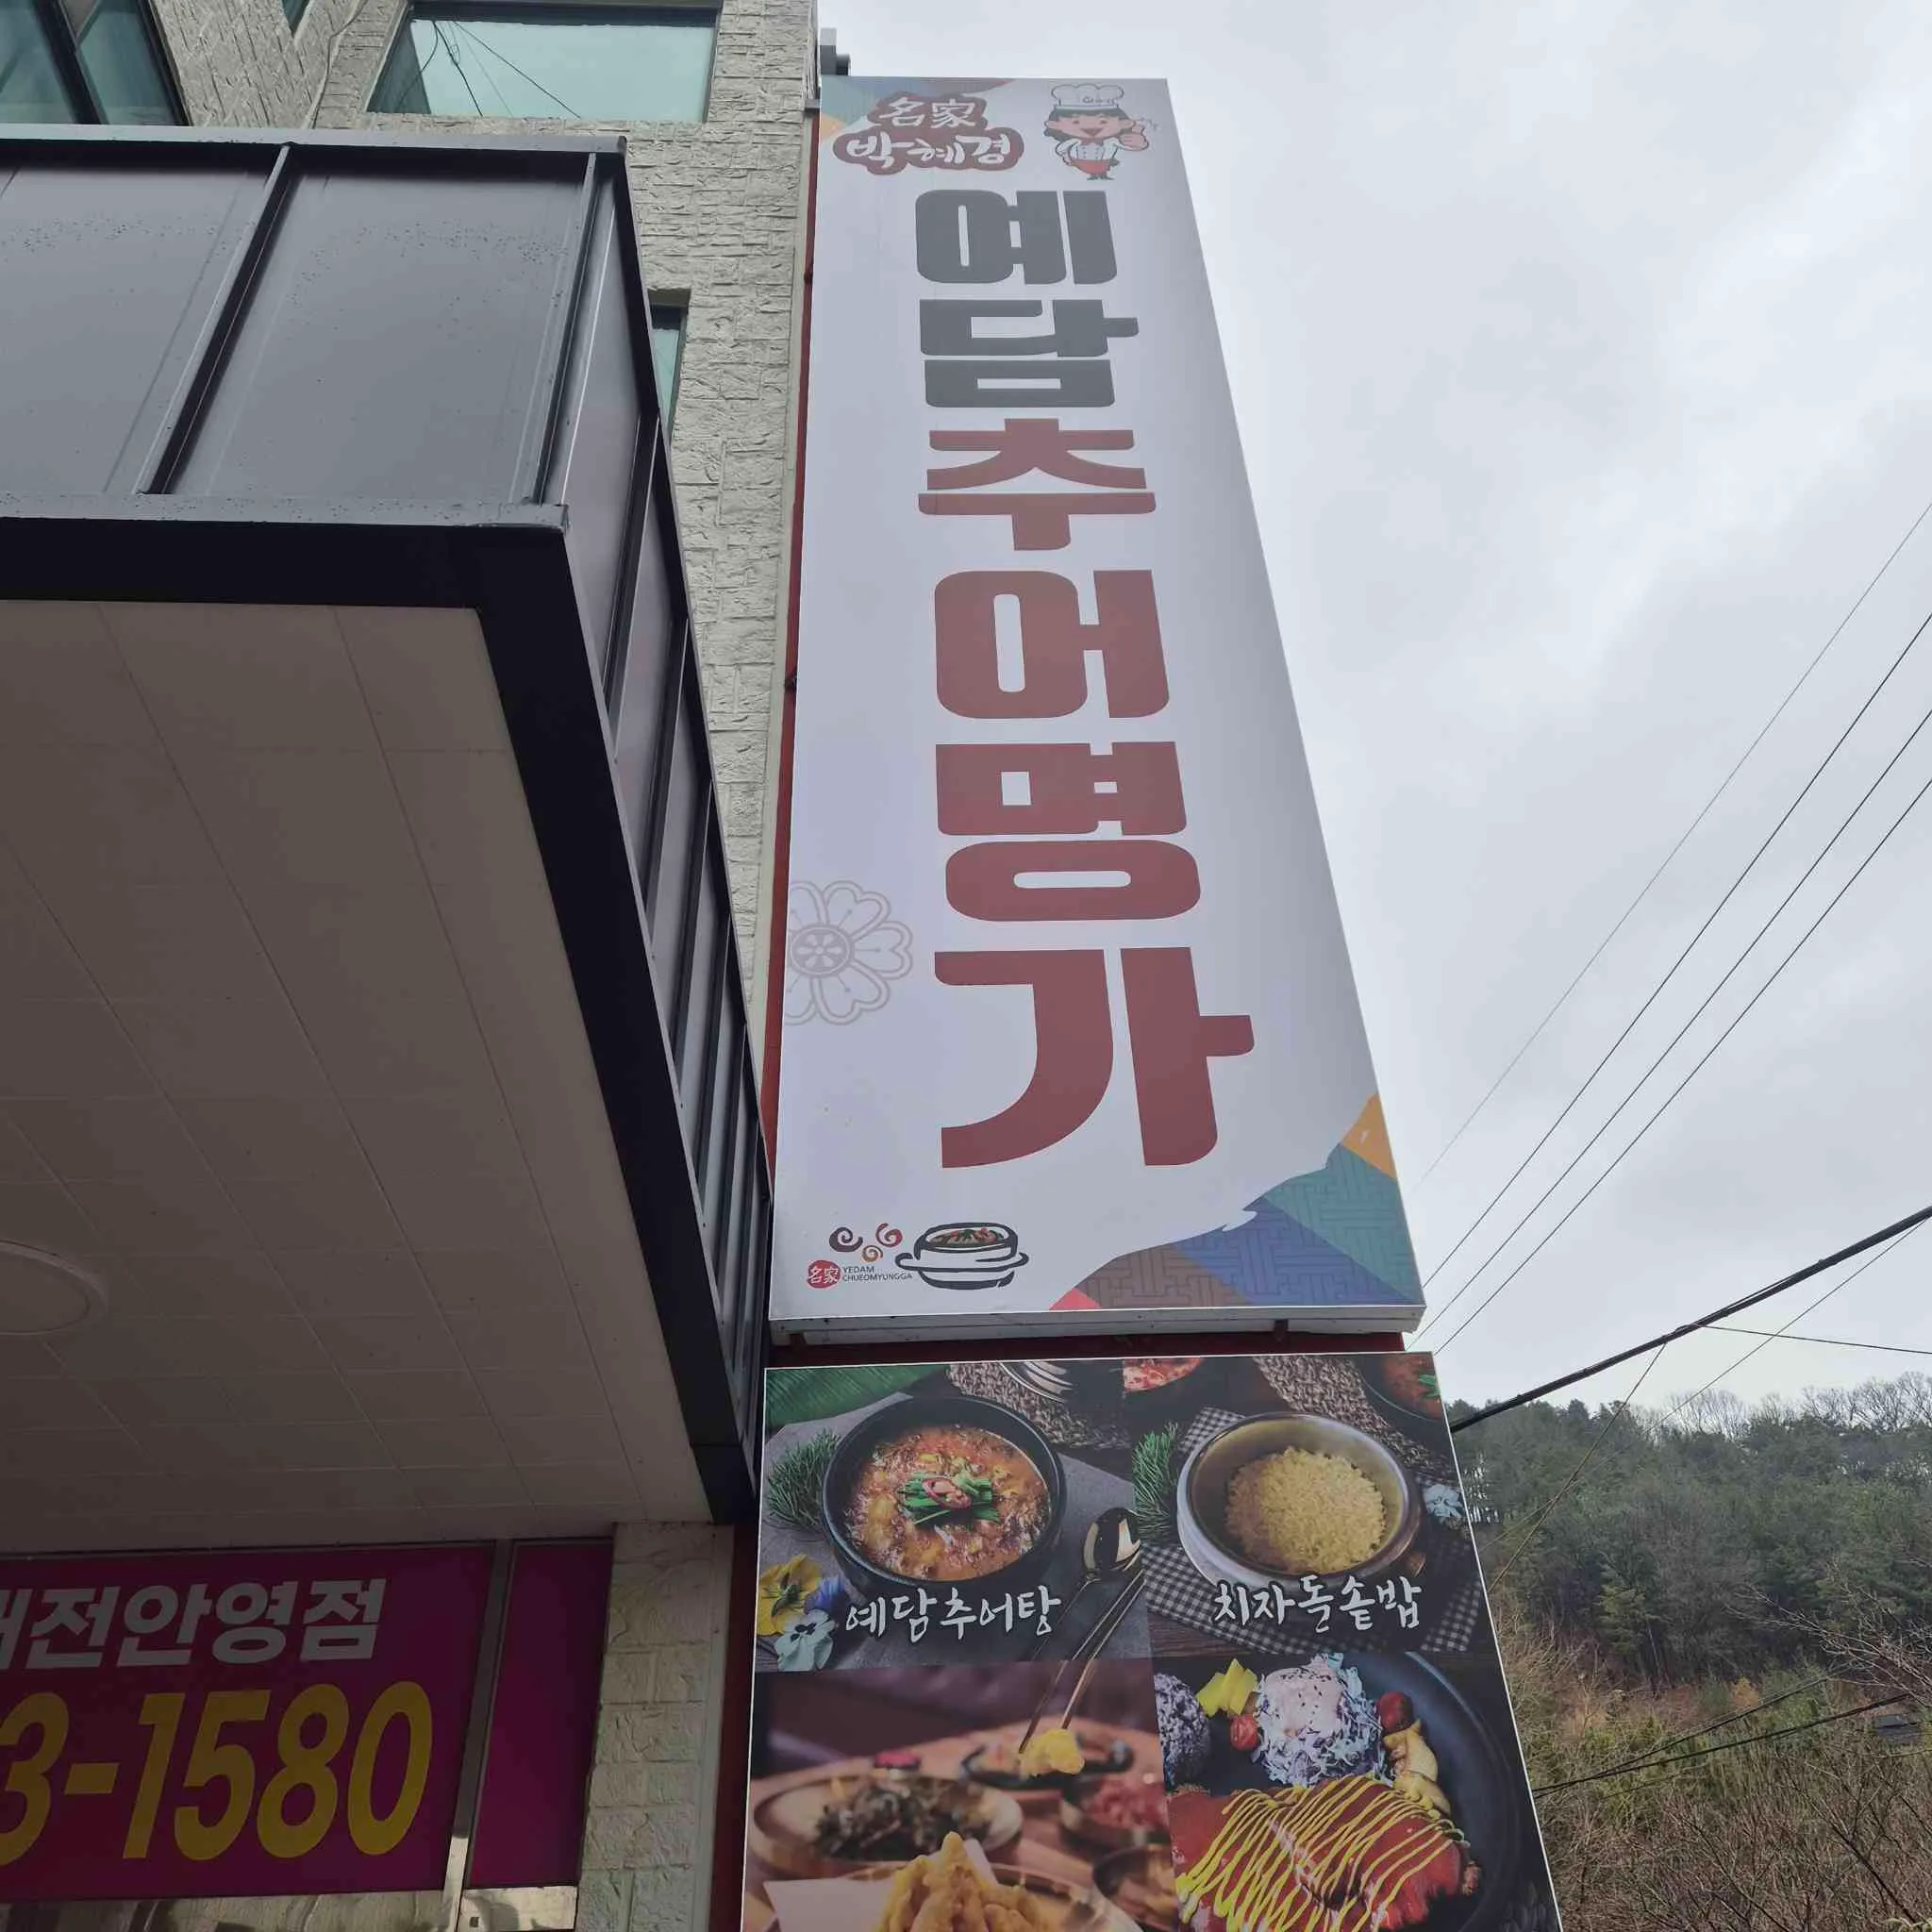 名家
박혜경
예담추어명가
名家 YEDAM
CHUEOMYUNGGA
예담추어탕
치자돌솥밥
전안영점
3-1580